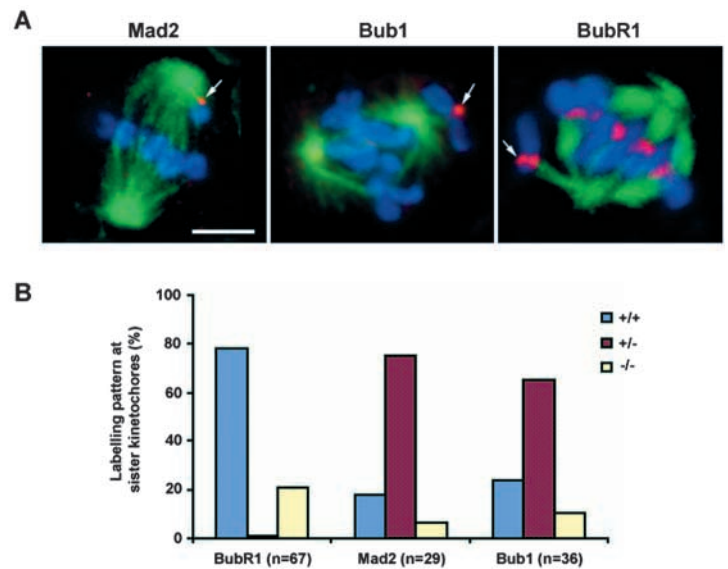 A
Mad2 Bub1 BubR1
B
Labelling pattern at
sister kinetochores (%)
100
80
60
40
20
0
+/+
+/-
-/-
BubR1 (n=67) Mad2 (n=29) Bub1 (n=36)